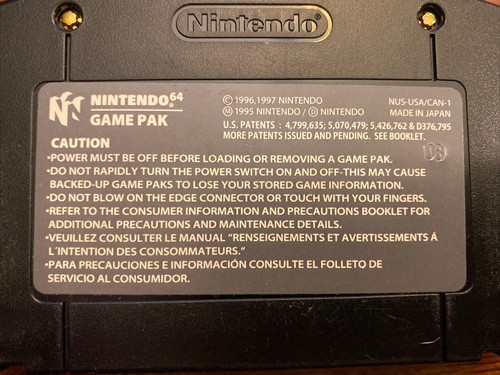 Nintendo®
NINTENDO®64
GAME PAK
© 1996,1997 NINTENDO
Ⓜ 1995 NINTENDO / Ⓓ NINTENDO
NUS-USA/CAN-1
MADE IN JAPAN
U.S. PATENTS : 4,799,635; 5,070,479; 5,426,762 & D376,795
MORE PATENTS ISSUED AND PENDING. SEE BOOKLET.
03
CAUTION
•POWER MUST BE OFF BEFORE LOADING OR REMOVING A GAME PAK.
•DO NOT RAPIDLY TURN THE POWER SWITCH ON AND OFF-THIS MAY CAUSE
BACKED-UP GAME PAKS TO LOSE YOUR STORED GAME INFORMATION.
•DO NOT BLOW ON THE EDGE CONNECTOR OR TOUCH WITH YOUR FINGERS.
•REFER TO THE CONSUMER INFORMATION AND PRECAUTIONS BOOKLET FOR
ADDITIONAL PRECAUTIONS AND MAINTENANCE DETAILS.
•VEUILLEZ CONSULTER LE MANUAL "RENSEIGNEMENTS ET AVERTISSEMENTS Á
L'INTENTION DES CONSOMMATEURS."
•PARA PRECAUCIONES E INFORMACIÓN CONSULTE EL FOLLETO DE
SERVICIO AL CONSUMIDOR.